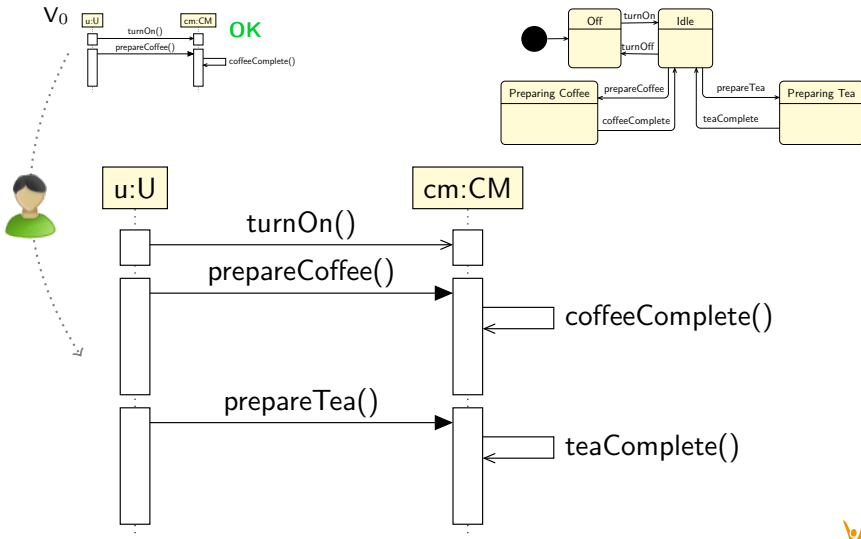 V0
u:U
cm:CM
OK
turnOn()
prepareCoffee()
coffeeComplete()
Off
turnOn
Idle
turnOff
Preparing Coffee
prepareCoffee
coffeeComplete
prepareTea
teaComplete
Preparing Tea
u:U
cm:CM
turnOn()
prepareCoffee()
coffeeComplete()
prepareTea()
teaComplete()